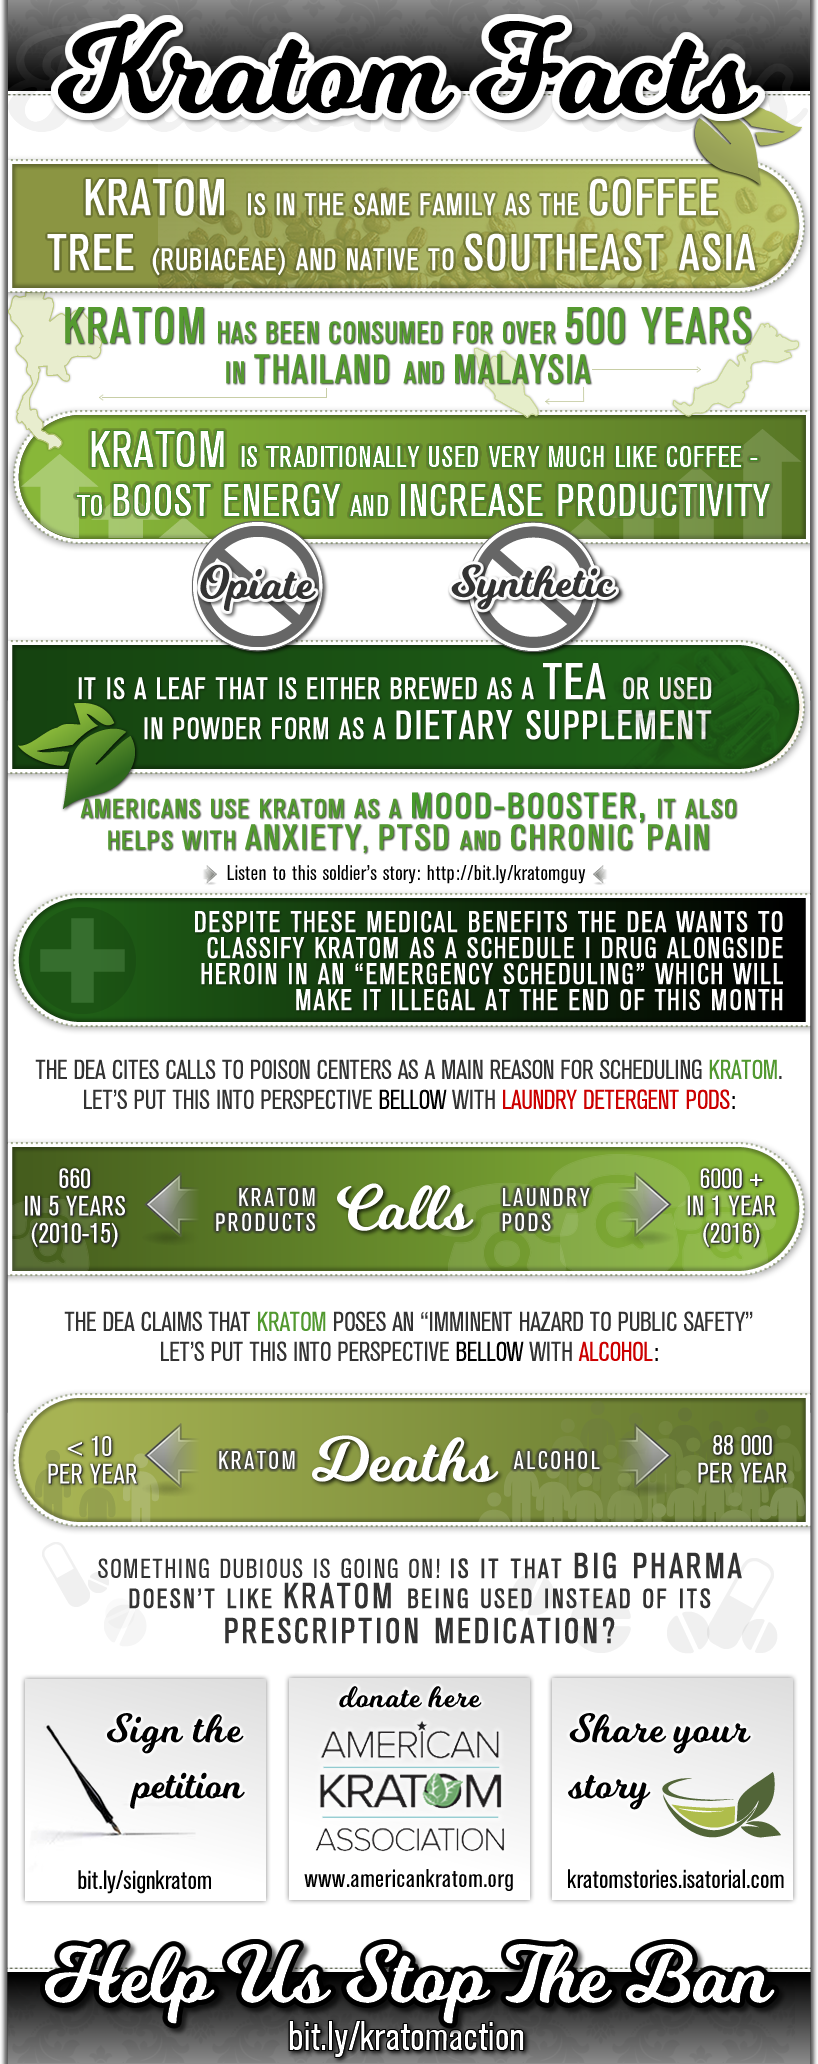 Kratom Facts
KRATOM IS IN THE SAME FAMILY AS THE COFFEE
TREE (RUBIACEAE) AND NATIVE TO SOUTHEAST ASIA
KRATOM HAS BEEN CONSUMED FOR OVER 500 YEARS
IN THAILAND AND MALAYSIA
KRATOM IS TRADITIONALLY USED VERY MUCH LIKE COFFEE -
TO BOOST ENERGY AND INCREASE PRODUCTIVITY
Opiate
Synthetic
IT IS A LEAF THAT IS EITHER BREWED AS A TEA OR USED
IN POWDER FORM AS A DIETARY SUPPLEMENT
AMERICANS USE KRATOM AS A MOOD-BOOSTER, IT ALSO
HELPS WITH ANXIETY, PTSD AND CHRONIC PAIN
Listen to this soldier's story: http://bit.ly/kratomguy
DESPITE THESE MEDICAL BENEFITS THE DEA WANTS TO
CLASSIFY KRATOM AS A SCHEDULE I DRUG ALONGSIDE
HEROIN IN AN “EMERGENCY SCHEDULING” WHICH WILL
MAKE IT ILLEGAL AT THE END OF THIS MONTH
THE DEA CITES CALLS TO POISON CENTERS AS A MAIN REASON FOR SCHEDULING KRATOM.
LET'S PUT THIS INTO PERSPECTIVE BELLOW WITH LAUNDRY DETERGENT PODS:
660
IN 5 YEARS
(2010-15)
KRATOM
PRODUCTS
Calls
LAUNDRY
PODS
6000 +
IN 1 YEAR
(2016)
THE DEA CLAIMS THAT KRATOM POSES AN “IMMINENT HAZARD TO PUBLIC SAFETY”
LET'S PUT THIS INTO PERSPECTIVE BELLOW WITH ALCOHOL:
< 10
PER YEAR
KRATOM
Deaths
ALCOHOL
88 000
PER YEAR
SOMETHING DUBIOUS IS GOING ON! IS IT THAT BIG PHARMA
DOESN'T LIKE KRATOM BEING USED INSTEAD OF ITS
PRESCRIPTION MEDICATION?
Sign the
petition
bit.ly/signkratom
donate here
AMERICAN
KRATOM
ASSOCIATION
www.americankratom.org
Share your
story
kratomstories.isatorial.com
Help Us Stop The Ban
bit.ly/kratomaction